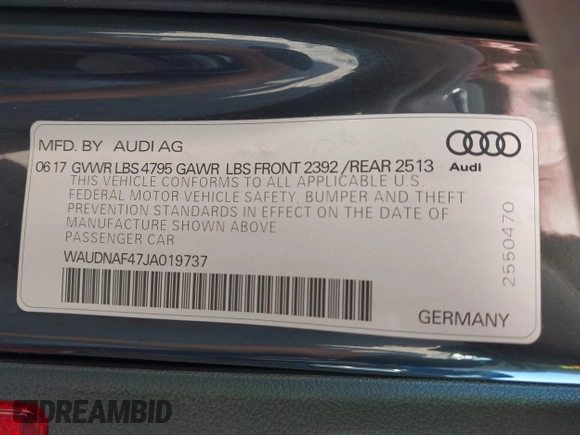 MFD. BY AUDI AG
06 17 GVWR LBS 4795 GAWR LBS FRONT 2392 /REAR 2513
THIS VEHICLE CONFORMS TO ALL APPLICABLE U.S.
FEDERAL MOTOR VEHICLE SAFETY, BUMPER AND THEFT
PREVENTION STANDARDS IN EFFECT ON THE DATE OF
MANUFACTURE SHOWN ABOVE
PASSENGER CAR
WAUDNAF47JA019737
Audi
2550470
GERMANY
DREAMBID